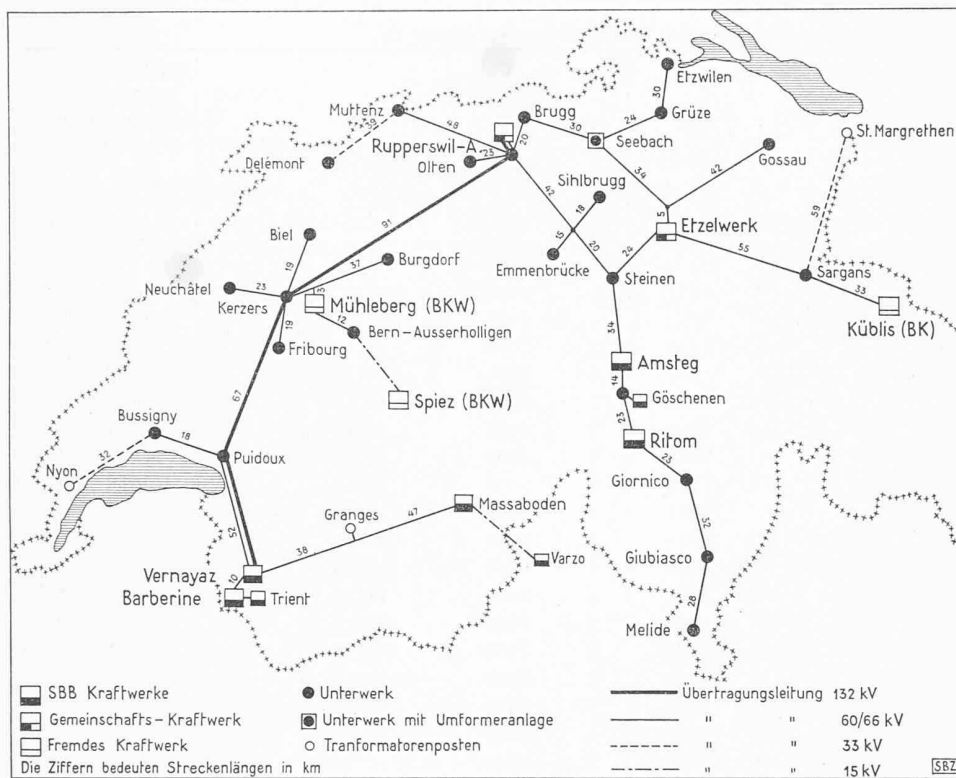 Etzwilen
30
Muttenz
Brugg
24
Grüze
39
48
20
30
St. Margrethen
Rupperswil-A.
Seebach
Delémont
Olten
25
Gossau
34
42
Sihlbrugg
42
18
59
5
Etzelwerk
91
15
20
24
55
Biel
Burgdorf
Emmenbrücke
Sargans
19
37
Steinen
33
Neuchâtel
23
3
Küblis (BK)
Kerzers
Mühleberg (BKW)
19
12
Bern-Ausserholligen
34
Fribourg
Amsteg
67
14
Spiez (BKW)
Göschenen
Bussigny
23
18
Ritom
Nyon
32
Puidoux
23
Giornico
Massaboden
Granges
47
52
52
38
Giubiasco
Varzo
Vernayaz
10
Barberine
Trient
28
Melide
SBB Kraftwerke
Unterwerk
Übertragungsleitung 132 kV
Gemeinschafts-Kraftwerk
Unterwerk mit Umformeranlage
" " 60/66 kV
Fremdes Kraftwerk
Tranformatorenposten
" " 33 kV
Die Ziffern bedeuten Streckenlängen in km
" " 15 kV
SBZ